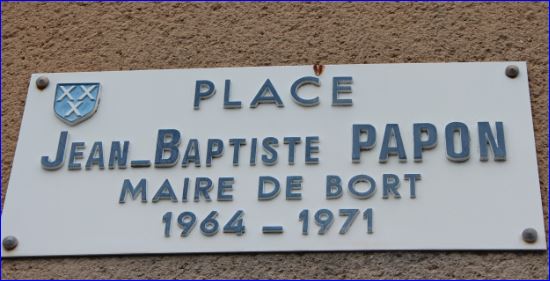 PLACE
JEAN_BAPTISTE PAPON
MAIRE DE BORT
1964 - 1971